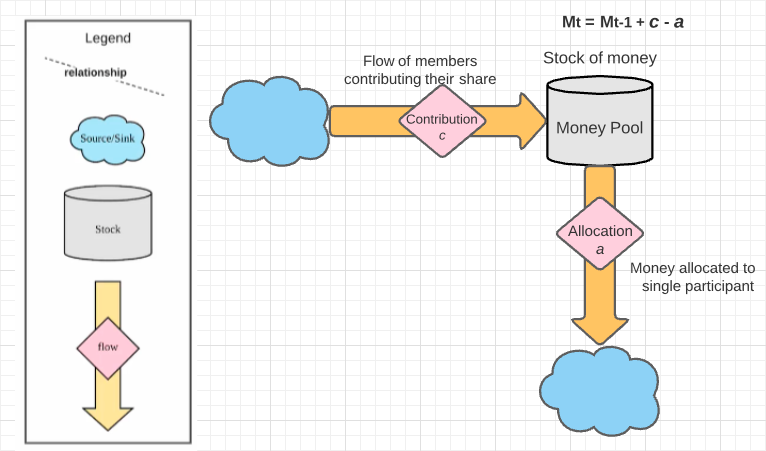 Legend
relationship
Source/Sink
Stock
flow
Mt = Mt-1 + c - a
Flow of members
contributing their share
Stock of money
Contribution
c
Money Pool
Allocation
a
Money allocated to
single participant